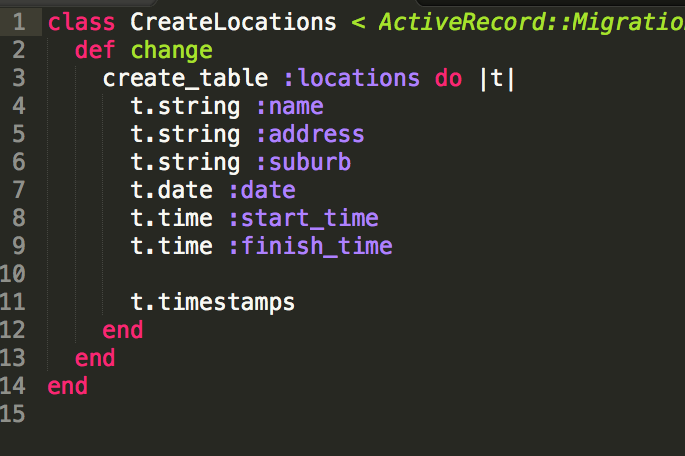 1 class CreateLocations < ActiveRecord::Migratio
2 def change
3 create_table :locations do |t|
4 t.string :name
5 t.string :address
6 t.string :suburb
7 t.date :date
8 t.time :start_time
9 t.time :finish_time
10
11 t.timestamps
12 end
13 end
14 end
15